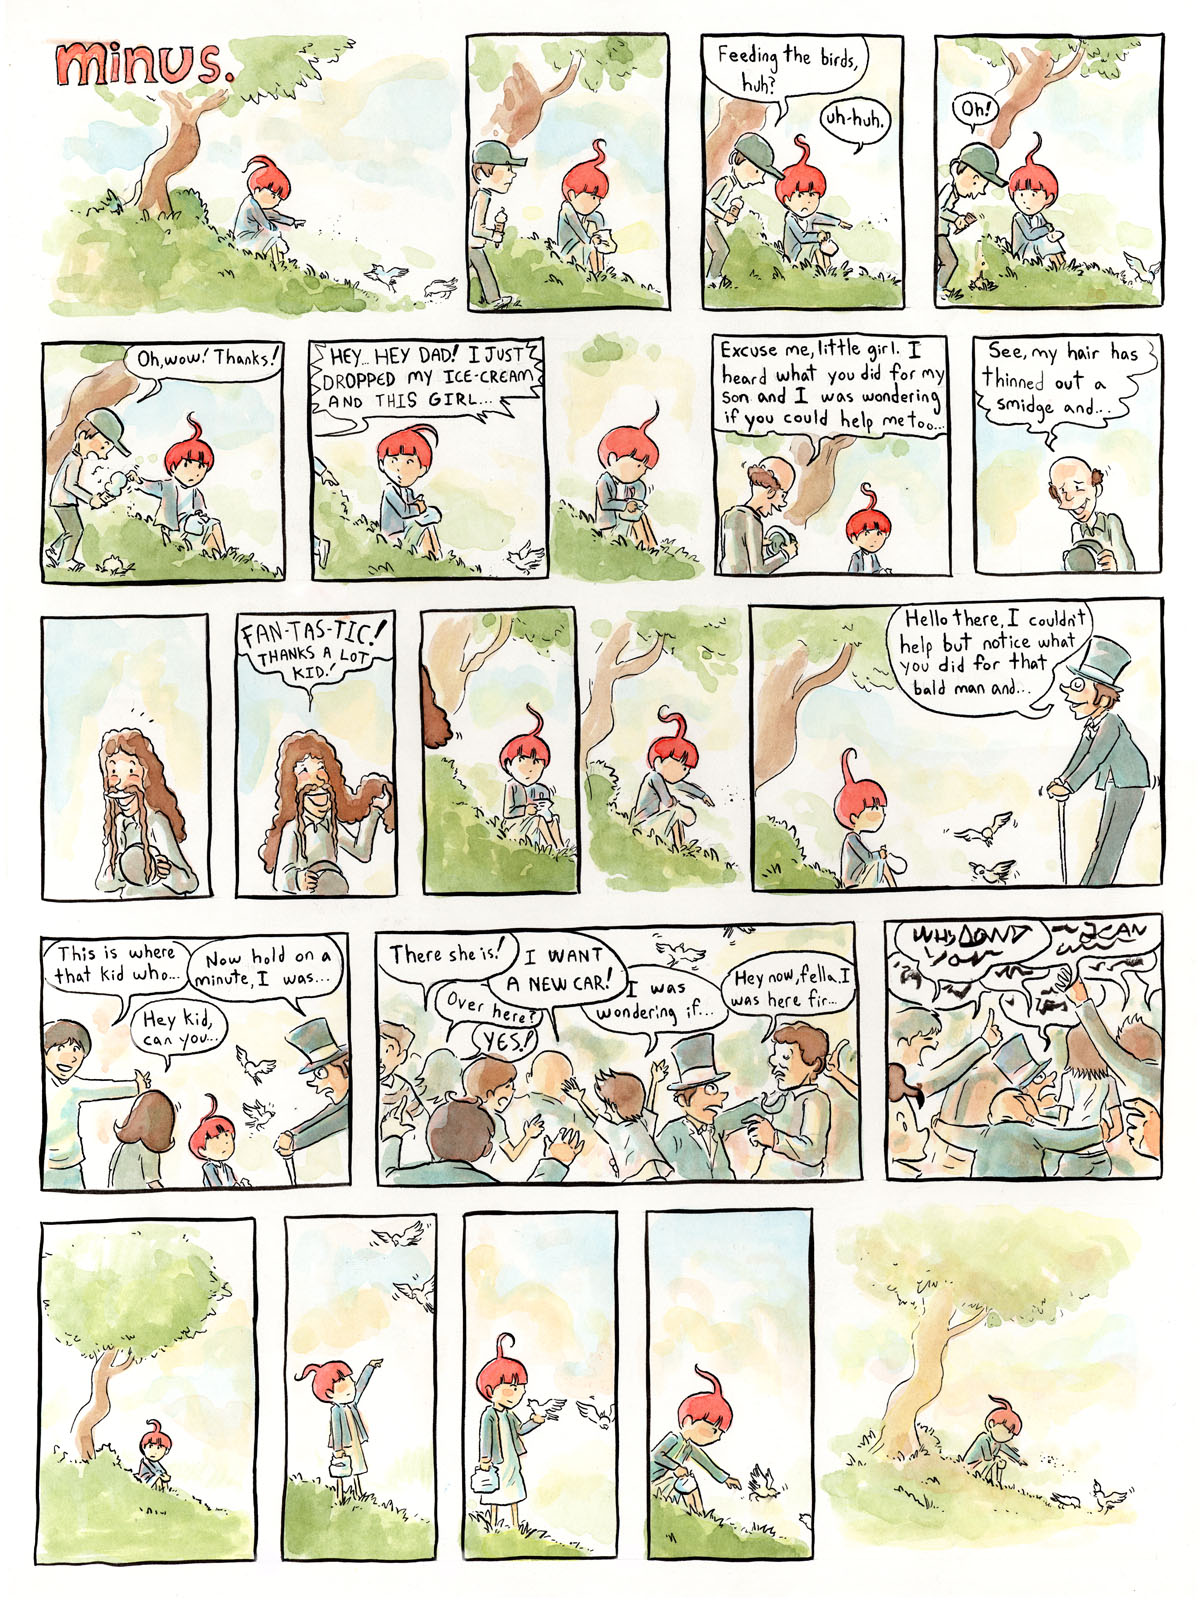 minus.
Feeding the birds,
huh?
uh-huh.
Oh!
Oh, wow! Thanks!
HEY... HEY DAD! I JUST
DROPPED MY ICE-CREAM
AND THIS GIRL...
Excuse me, little girl. I
heard what you did for my
son and I was wondering
if you could help me too...
See, my hair has
thinned out a
smidge and...
FAN-TAS-TIC!
THANKS A LOT
KID!
Hello there, I couldn't
help but notice what
you did for that
bald man and...
This is where
that kid who...
Hey kid,
can you...
Now hold on a
minute, I was...
There she is!
Over here?
YES!
I WANT
A NEW CAR!
I was
wondering if...
Hey now, fella. I
was here fir...
I CAN